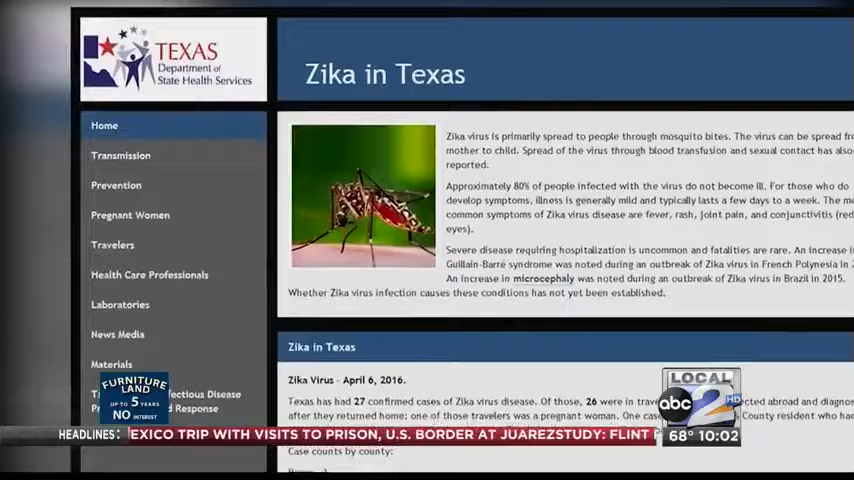 TEXAS
Department of
State Health Services
Zika in Texas
Home
Transmission
Prevention
Pregnant Women
Travelers
Health Care Professionals
Laboratories
News Media
Materials
Zika virus is primarily spread to people through mosquito bites. The virus can be spread
mother to child. Spread of the virus through blood transfusion and sexual contact has also
reported.
Approximately 80% of people infected with the virus do not become ill. For those who do
develop symptoms, illness is generally mild and typically lasts a few days to a week. The
common symptoms of Zika virus disease are fever, rash, joint pain, and conjunctivitis (red
eyes).
Severe disease requiring hospitalization is uncommon and fatalities are rare. An increase
Guillain-Barré syndrome was noted during an outbreak of Zika virus in French Polynesia in
An increase in microcephaly was noted during an outbreak of Zika virus in Brazil in 2015.
Whether Zika virus infection causes these conditions has not yet been established.
Zika in Texas
Zika Virus - April 6, 2016.
Texas has had 27 confirmed cases of Zika virus disease. Of those, 26 were in
after they returned home; one of those travelers was a pregnant woman. One
County resident who
Case counts by county:
Disease
Response
FURNITURE
LAND
UP TO 5 YEARS
NO INTEREST
LOCAL
abc 2 HD
HEADLINES: EXICO TRIP WITH VISITS TO PRISON, U.S. BORDER AT JUAREZSTUDY: FLINT
68° 10:02